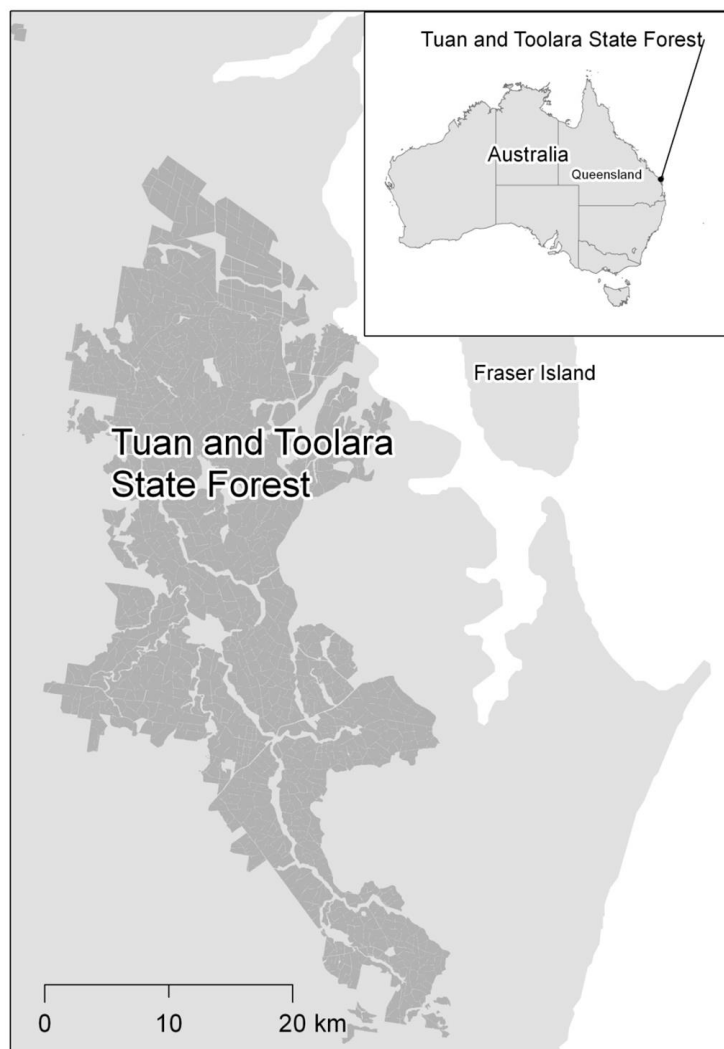 Tuan and Toolara State Forest
Australia
Queensland
Fraser Island
Tuan and Toolara
State Forest
0
10
20 km